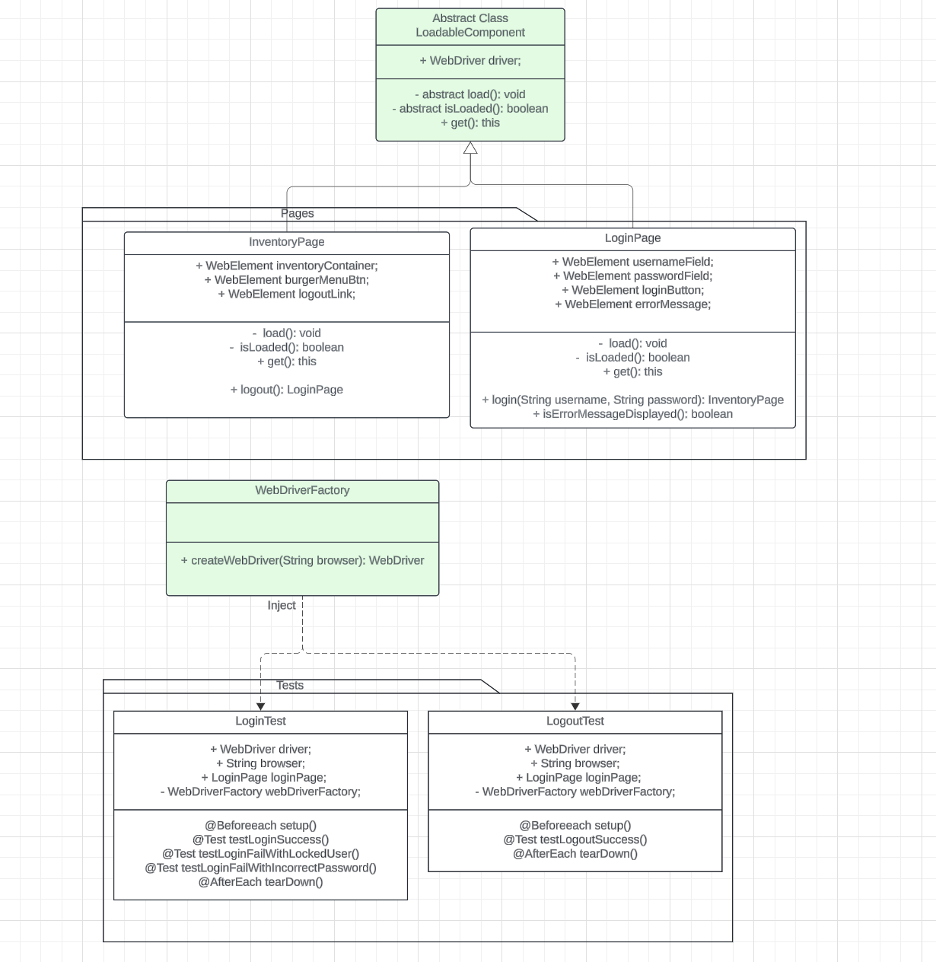 Abstract Class
LoadableComponent
+ WebDriver driver;
- abstract load(): void
- abstract isLoaded(): boolean
+ get(): this
Pages
InventoryPage
+ WebElement inventoryContainer;
+ WebElement burgerMenuBtn;
+ WebElement logoutLink;
- load(): void
- isLoaded(): boolean
+ get(): this
+ logout(): LoginPage
LoginPage
+ WebElement usernameField;
+ WebElement passwordField;
+ WebElement loginButton;
+ WebElement errorMessage;
- load(): void
- isLoaded(): boolean
+ get(): this
+ login(String username, String password): InventoryPage
+ isErrorMessageDisplayed(): boolean
WebDriverFactory
+ createWebDriver(String browser): WebDriver
Inject
Tests
LoginTest
+ WebDriver driver;
+ String browser;
+ LoginPage loginPage;
- WebDriverFactory webDriverFactory;
@Beforeeach setup()
@Test testLoginSuccess()
@Test testLoginFailWithLockedUser()
@Test testLoginFailWithIncorrectPassword()
@AfterEach tearDown()
LogoutTest
+ WebDriver driver;
+ String browser;
+ LoginPage loginPage;
- WebDriverFactory webDriverFactory;
@Beforeeach setup()
@Test testLogoutSuccess()
@AfterEach tearDown()